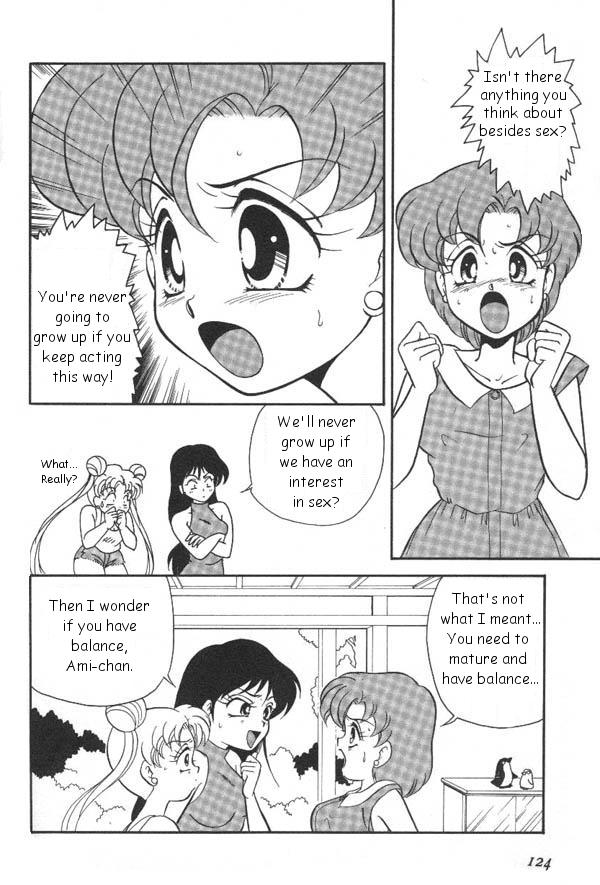 Isn't there
anything you
think about
besides sex?
You're never
going to
grow up if you
keep acting
this way!
We'll never
grow up if
we have an
interest
in sex?
What...
Really?
That's not
what I meant...
You need to
mature and
have balance...
Then I wonder
if you have
balance,
Ami-chan.
124